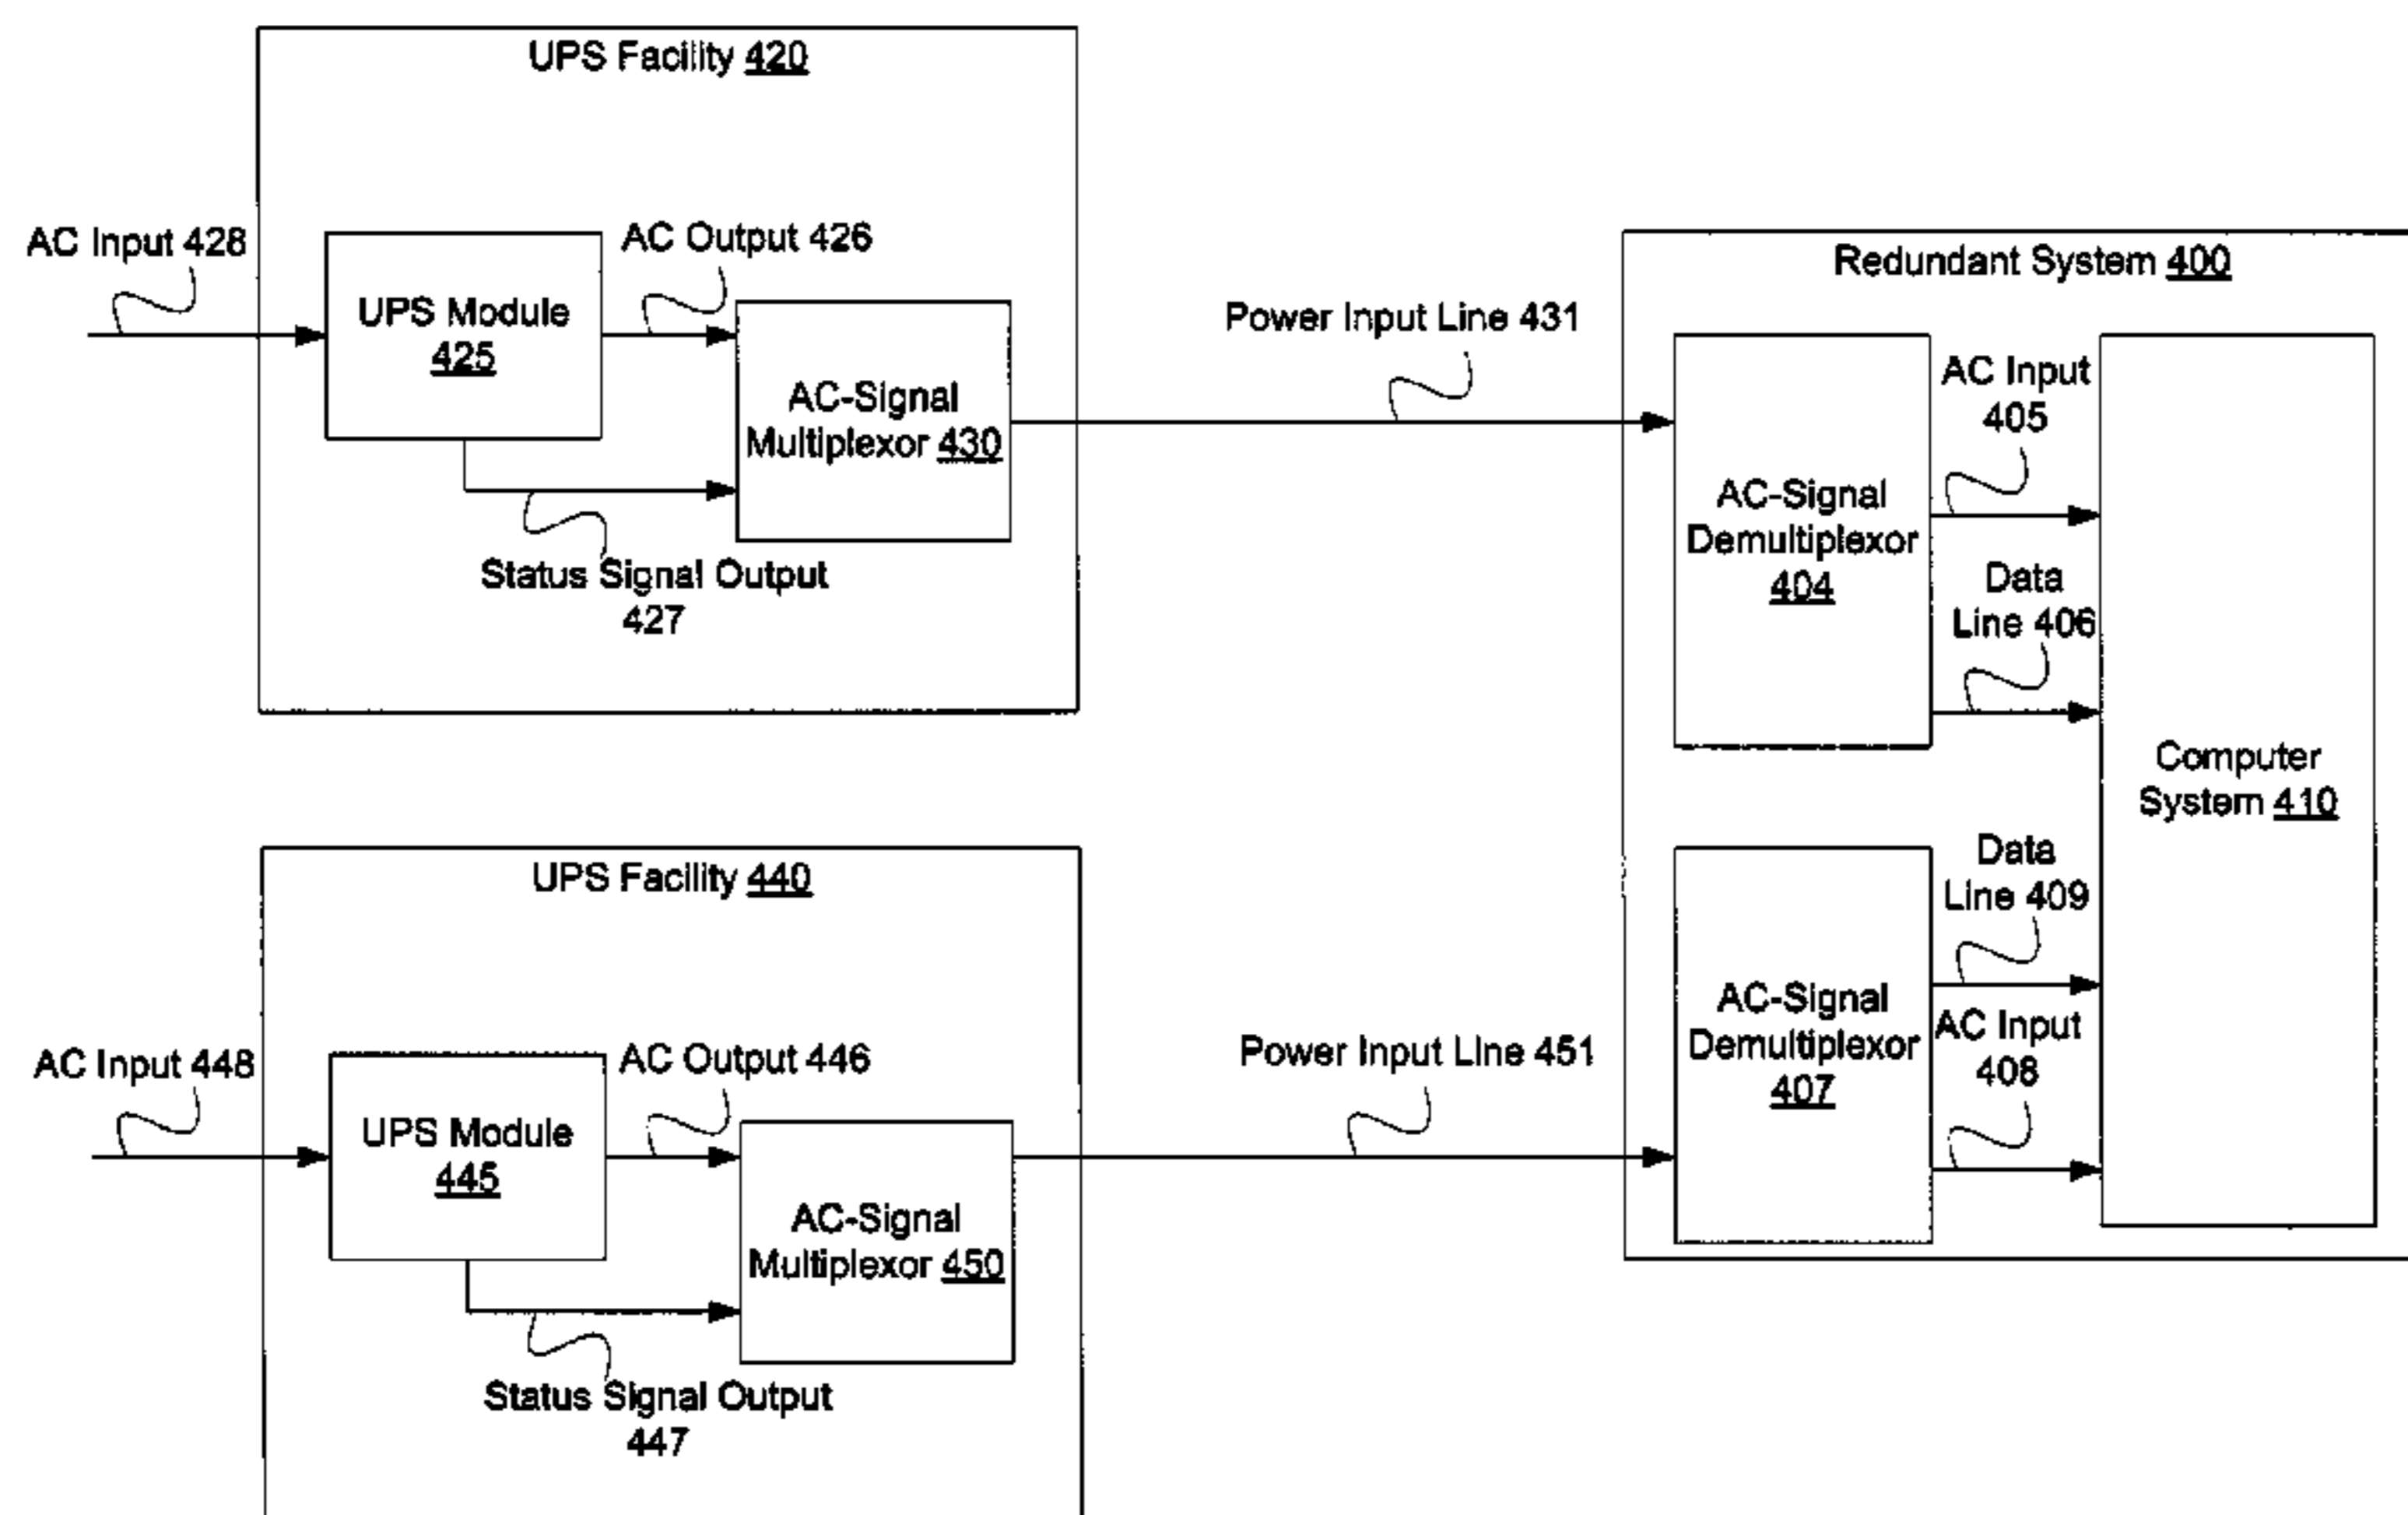 UPS Facility 420
AC Input 428
UPS Module
425
AC Output 426
AC-Signal
Multiplexor 430
Status Signal Output
427
Power Input Line 431
Redundant System 400
AC-Signal
Demultiplexor
404
AC Input
405
Data
Line 406
Computer
System 410
UPS Facility 440
AC Input 448
UPS Module
445
AC Output 446
AC-Signal
Multiplexor 450
Status Signal Output
447
Power Input Line 451
AC-Signal
Demultiplexor
407
Data
Line 409
AC Input
408